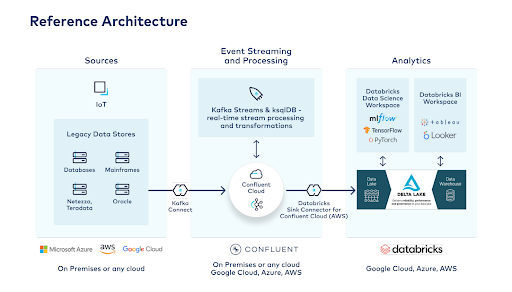 Reference Architecture
Sources
IoT
Legacy Data Stores
Databases
Mainframes
Netezza,
Teradata
Oracle
Microsoft Azure
aws
Google Cloud
On Premises or any cloud
Kafka
Connect
Event Streaming
and Processing
Kafka Streams & ksqlDB -
real-time stream processing
and transformations
Confluent
Cloud
CONFLUENT
On Premises or any cloud
Google Cloud, Azure, AWS
Databricks
Sink Connector for
Confluent Cloud (AWS)
Analytics
Databricks
Data Science
Workspace
mlflow
TensorFlow
PyTorch
Databricks BI
Workspace
tableau
Looker
Data
Lake
DELTA LAKE
Data
Warehouse
databricks
Google Cloud, Azure, AWS